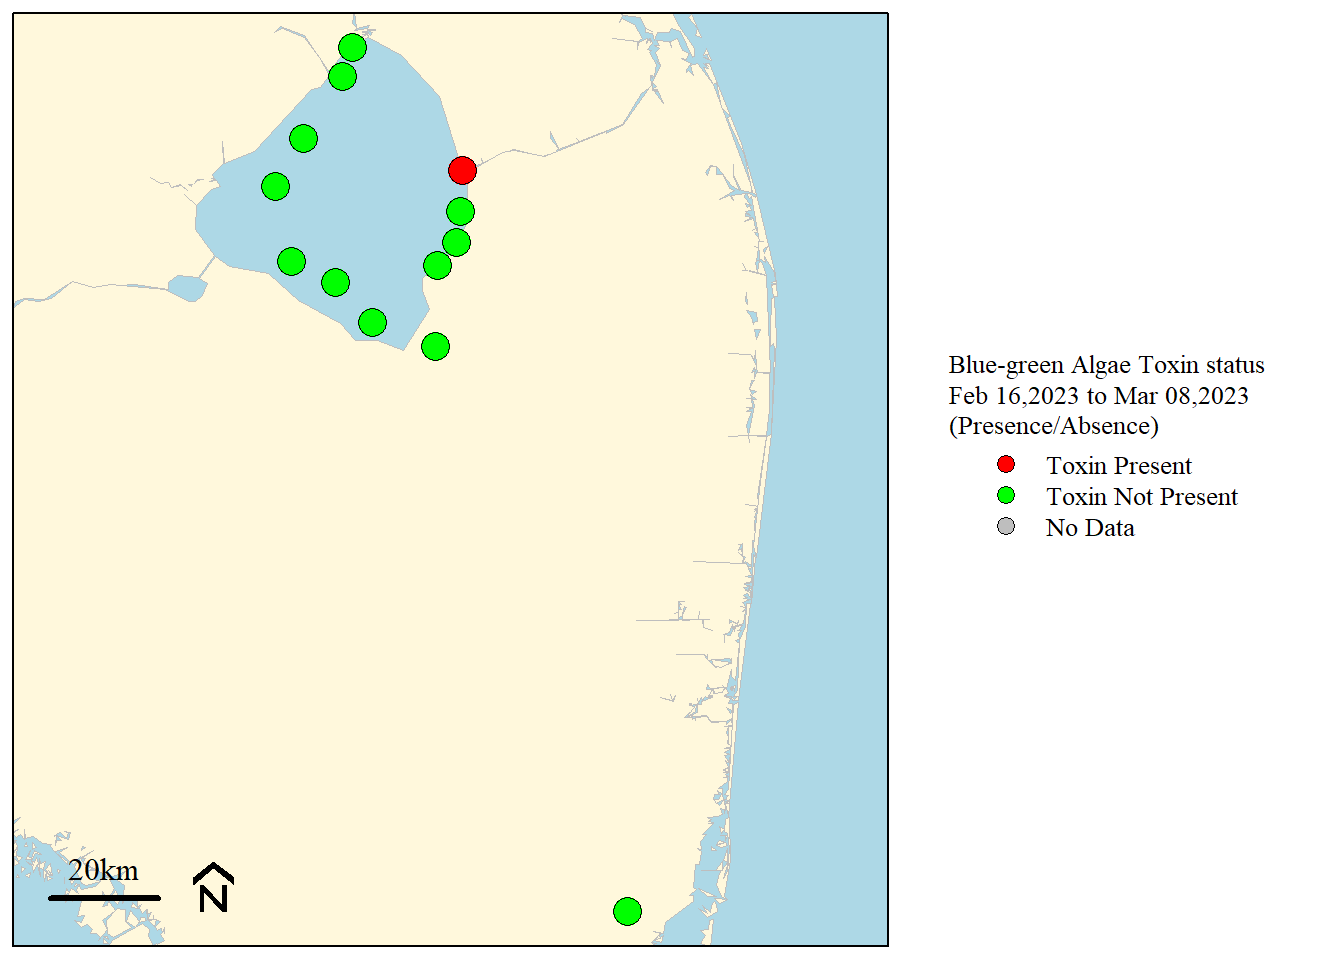 Blue-green Algae Toxin status
Feb 16,2023 to Mar 08,2023
(Presence/Absence)
Toxin Present
Toxin Not Present
No Data
20km
N